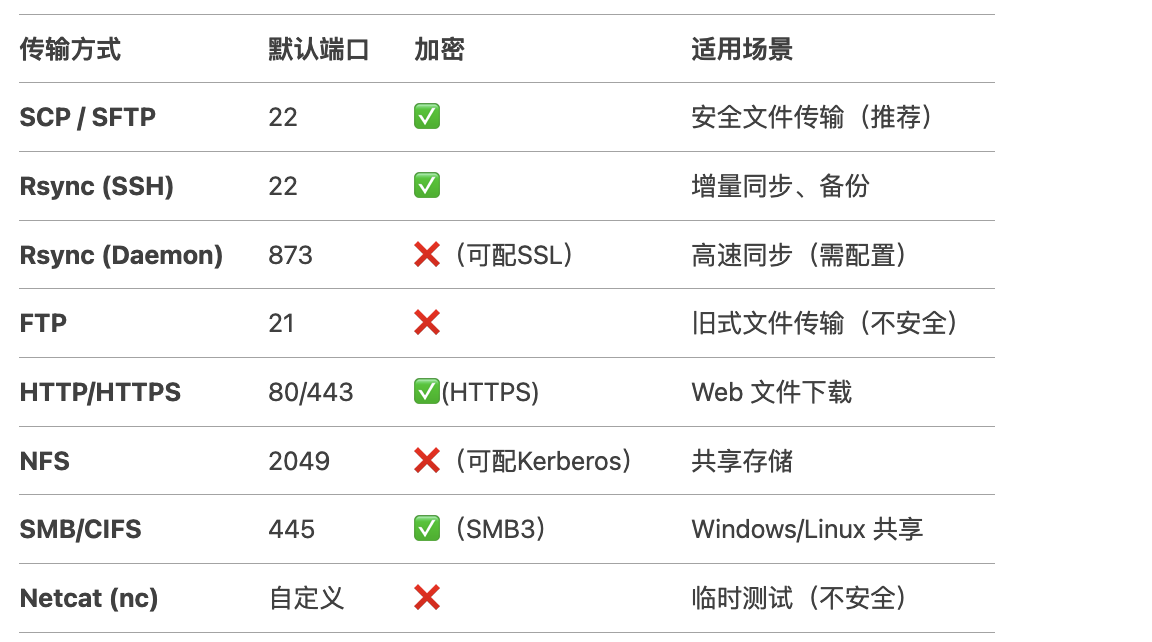 传输方式 默认端口 加密 适用场景
SCP / SFTP 22 ✅ 安全文件传输（推荐）
Rsync (SSH) 22 ✅ 增量同步、备份
Rsync (Daemon) 873 ❌（可配SSL） 高速同步（需配置）
FTP 21 ❌ 旧式文件传输（不安全）
HTTP/HTTPS 80/443 ✅(HTTPS) Web 文件下载
NFS 2049 ❌（可配Kerberos） 共享存储
SMB/CIFS 445 ✅（SMB3） Windows/Linux 共享
Netcat (nc) 自定义 ❌ 临时测试（不安全）